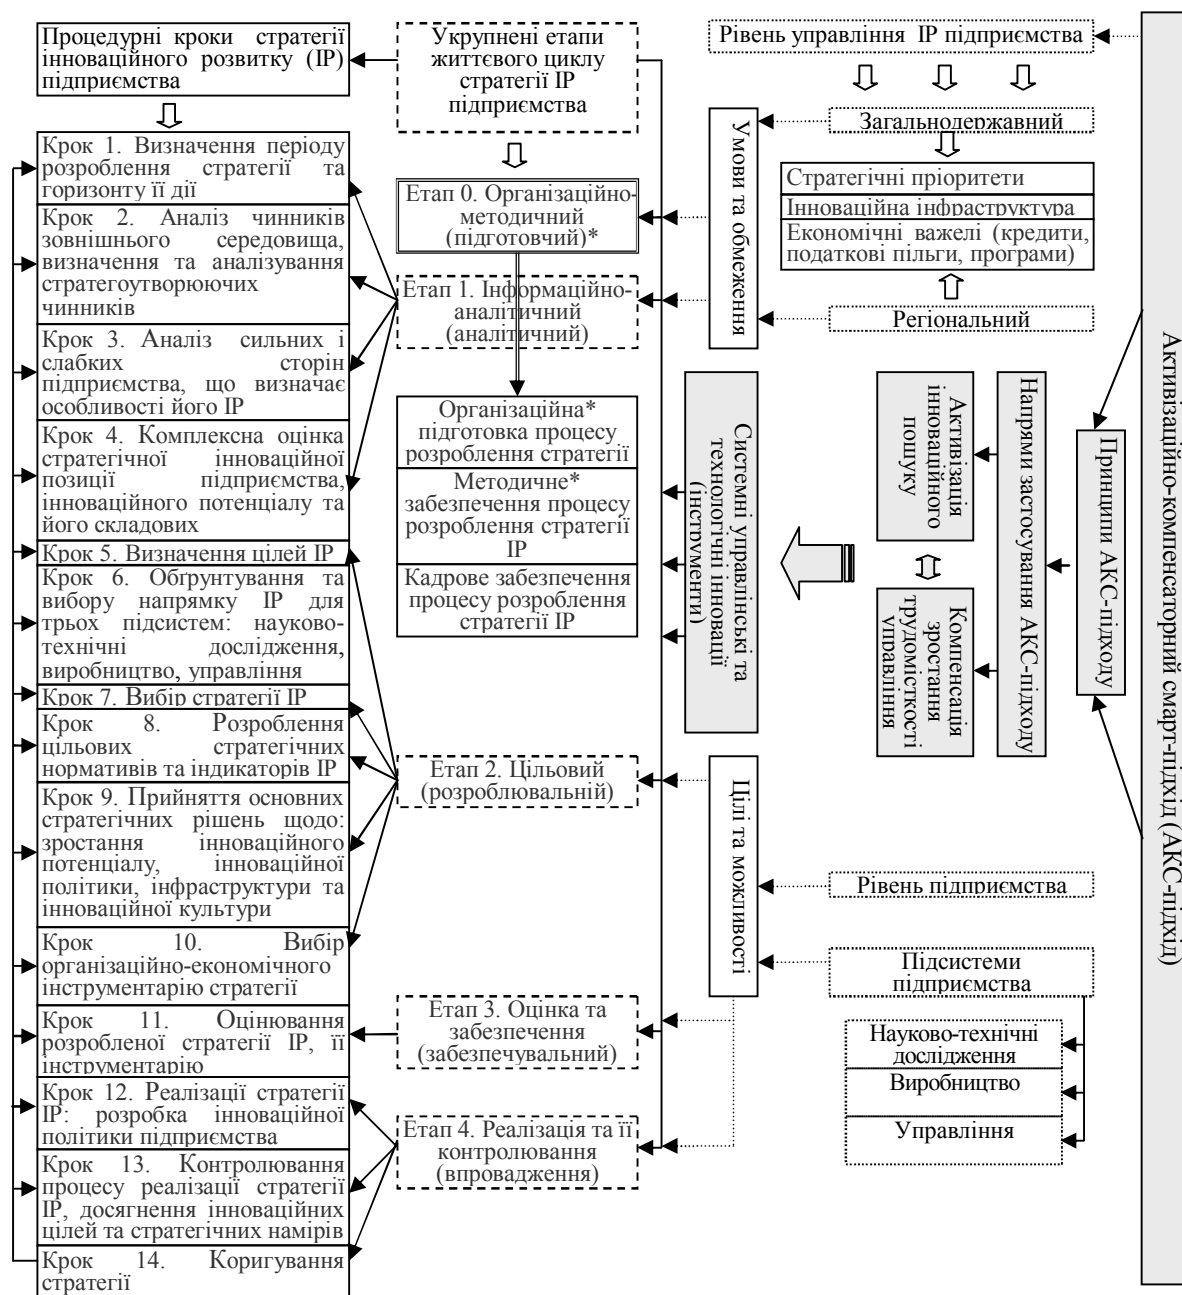 Процедурні кроки стратегії
інноваційного розвитку (ІР)
підприємства
Крок 1. Визначення періоду
розроблення стратегії та
горизонту її дії
Крок 2. Аналіз чинників
зовнішнього середовища,
визначення та аналізування
стратегоутворюючих
чинників
Крок 3. Аналіз сильних і
слабких сторін
підприємства, що визначає
особливості його ІР
Крок 4. Комплексна оцінка
стратегічної інноваційної
позиції підприємства,
інноваційного потенціалу та
його складових
Крок 5. Визначення цілей ІР
Крок 6. Обґрунтування та
вибору напрямку ІР для
трьох підсистем: науково-
технічні дослідження,
виробництво, управління
Крок 7. Вибір стратегії ІР
Крок 8. Розроблення
цільових стратегічних
нормативів та індикаторів ІР
Крок 9. Прийняття основних
стратегічних рішень щодо:
зростання інноваційного
потенціалу, інноваційної
політики, інфраструктури та
інноваційної культури
Крок 10. Вибір
організаційно-економічного
інструментарію стратегії
Крок 11. Оцінювання
розробленої стратегії ІР, її
інструментарію
Крок 12. Реалізації стратегії
ІР: розробка інноваційної
політики підприємства
Крок 13. Контролювання
процесу реалізації стратегії
ІР, досягнення інноваційних
цілей та стратегічних намірів
Крок 14. Коригування
стратегії
Укрупнені етапи
життєвого циклу
стратегії ІР
підприємства
Етап 0. Організаційно-
методичний
(підготовчий)*
Етап 1. Інформаційно-
аналітичний
(аналітичний)
Організаційна*
підготовка процесу
розроблення стратегії
Методичне*
забезпечення процесу
розроблення стратегії
ІР
Кадрове забезпечення
процесу розроблення
стратегії ІР
Етап 2. Цільовий
(розроблювальній)
Етап 3. Оцінка та
забезпечення
(забезпечувальний)
Етап 4. Реалізація та її
контролювання
(впровадження)
Умови та обмеження
Системні управлінські та
технологічні інновації
(інструменти)
Цілі та можливості
Рівень управління ІР підприємства
Загальнодержавний
Стратегічні пріоритети
Інноваційна інфраструктура
Економічні важелі (кредити,
податкові пільги, програми)
Регіональний
Активізація
інноваційного
пошуку
Компенсація
зростання
трудомісткості
управління
Напрями застосування АКС-підходу
Принципи АКС-підходу
Рівень підприємства
Підсистеми
підприємства
Науково-технічні
дослідження
Виробництво
Управління
Активізаційно-компенсаторний смарт-підхід (АКС-підхід)